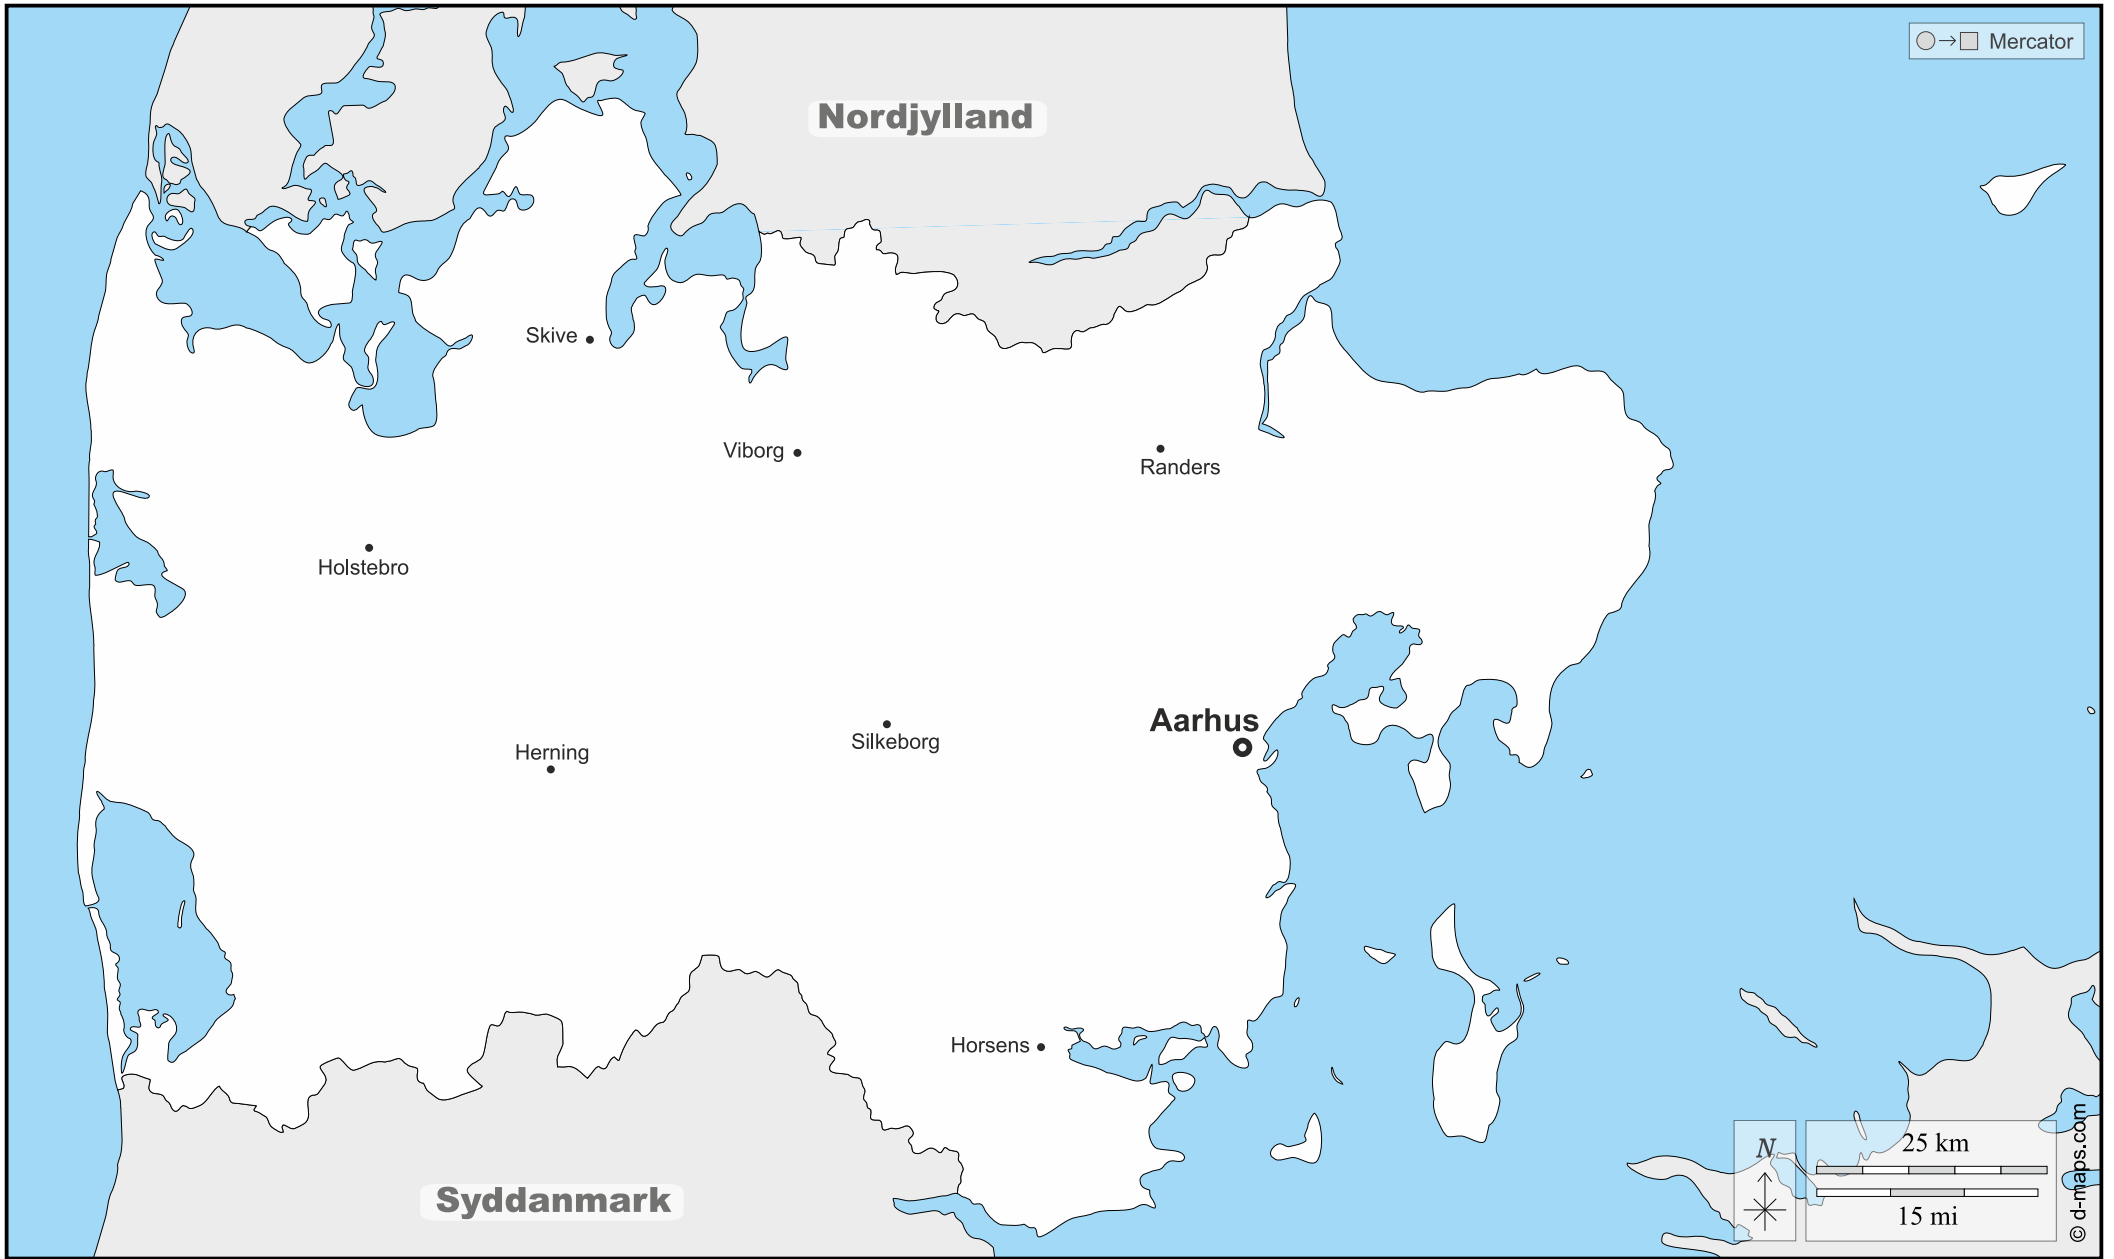 Mercator
Nordjylland
Skive
Viborg
Randers
Holstebro
Aarhus
Silkeborg
Herning
Horsens
Syddanmark
N
25 km
15 mi
© d-maps.com